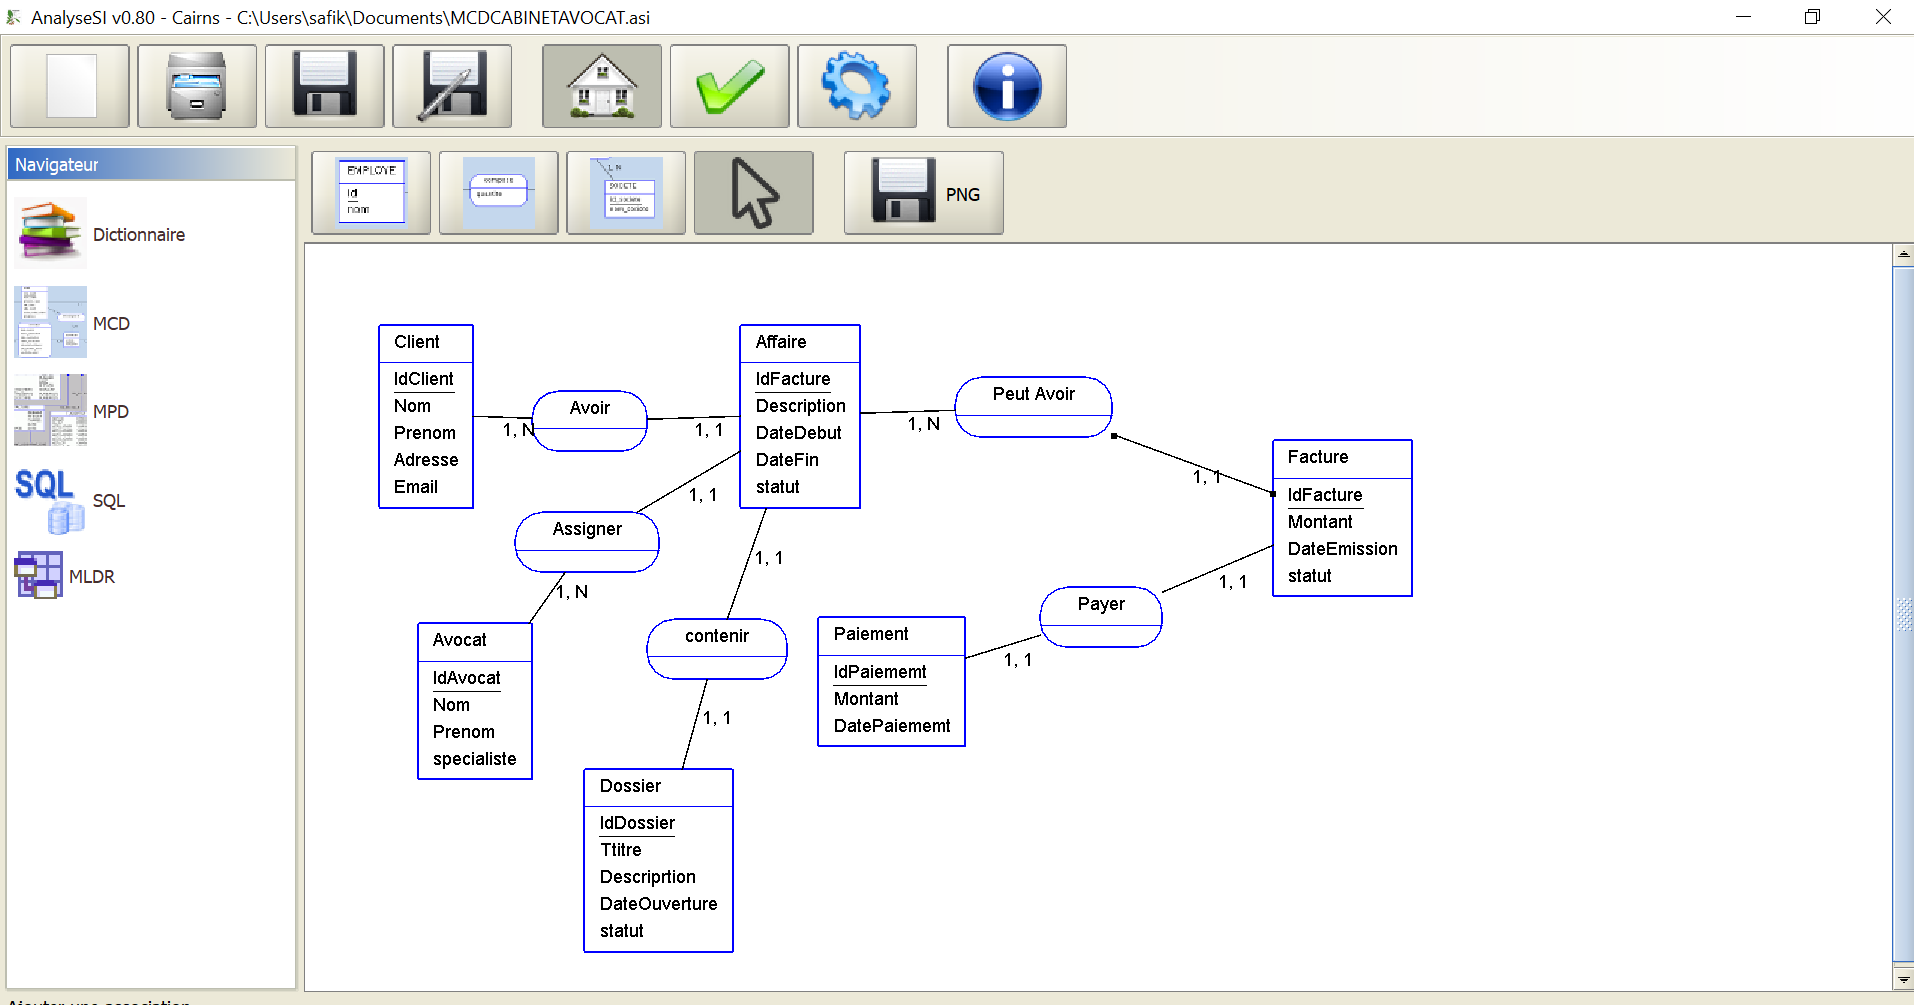 AnalyseSI v0.80 - Cairns - C:\Users\safik\Documents\MCDCABINETAVOCAT.asi
Navigateur
Dictionnaire
MCD
MPD
SQL
SQL
MLDR
EMPLOYE
id
nom
PNG
Client
IdClient
Nom
Prenom
Adresse
Email
1, N
Avoir
1, 1
Affaire
IdFacture
Description
DateDebut
DateFin
statut
1, N
Peut Avoir
1, 1
Facture
IdFacture
Montant
DateEmission
statut
1, 1
Assigner
1, N
1, 1
contenir
1, 1
Avocat
IdAvocat
Nom
Prenom
specialiste
Paiement
IdPaiememt
Montant
DatePaiememt
1, 1
Payer
1, 1
Dossier
IdDossier
Ttitre
Descriprtion
DateOuverture
statut